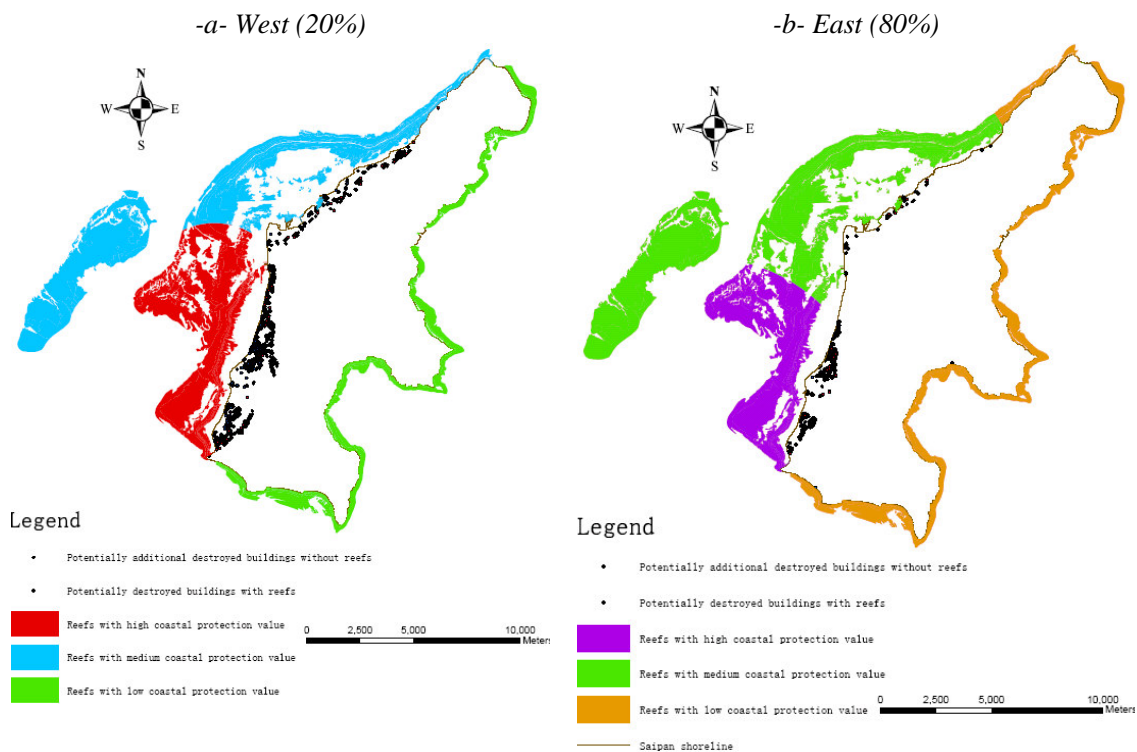 -a- West (20%)
-b- East (80%)
N
W E
S
N
W E
S
Legend
Potentially additional destroyed buildings without reefs
Potentially destroyed buildings with reefs
Reefs with high coastal protection value
Reefs with medium coastal protection value
Reefs with low coastal protection value
0 2,500 5,000 10,000
Meters
Legend
Potentially additional destroyed buildings without reefs
Potentially destroyed buildings with reefs
Reefs with high coastal protection value
Reefs with medium coastal protection value
Reefs with low coastal protection value
Saipan shoreline
0 2,500 5,000 10,000
Meters